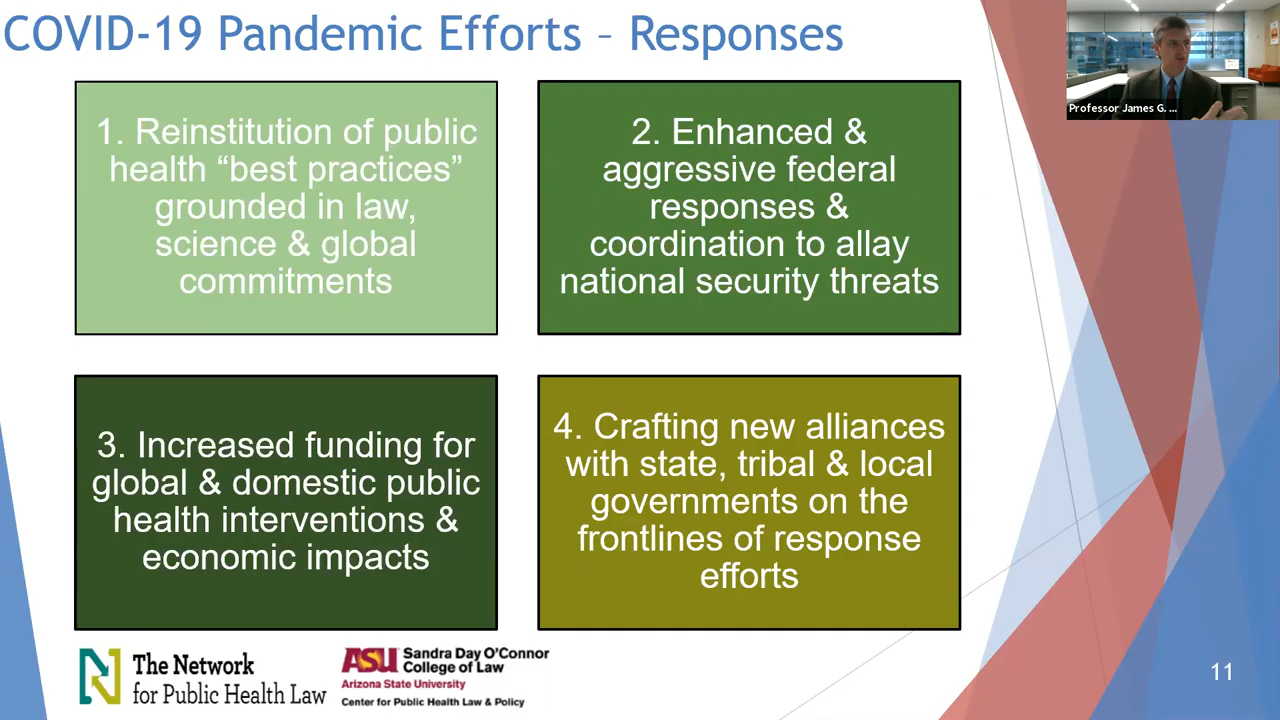 COVID-19 Pandemic Efforts – Responses
Professor James G. ...
1. Reinstitution of public
health “best practices”
grounded in law,
science & global
commitments
2. Enhanced &
aggressive federal
responses &
coordination to allay
national security threats
3. Increased funding for
global & domestic public
health interventions &
economic impacts
4. Crafting new alliances
with state, tribal & local
governments on the
frontlines of response
efforts
The Network
for Public Health Law
ASU Sandra Day O’Connor
College of Law
Arizona State University
Center for Public Health Law & Policy
11